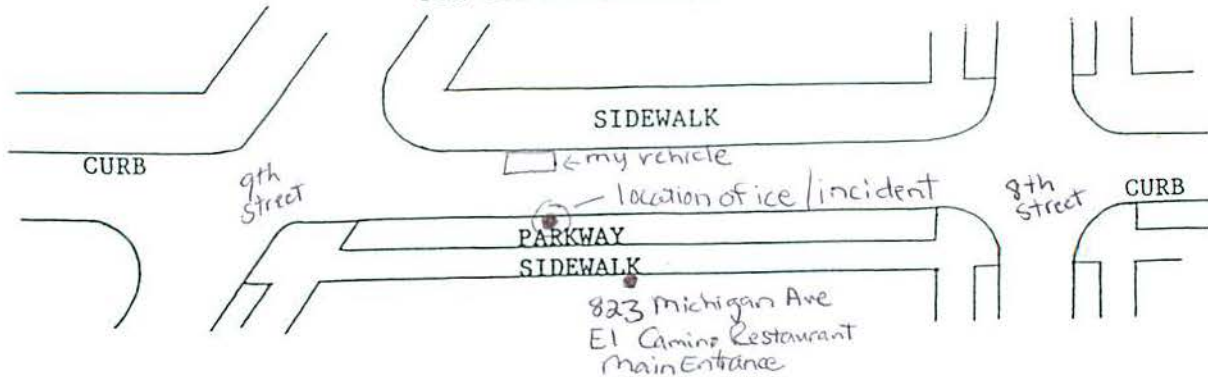 SIDEWALK
CURB
my vehicle
9th
Street
location of ice/incident
8th
Street
CURB
PARKWAY
SIDEWALK
823 Michigan Ave
El Camino Restaurant
Main Entrance